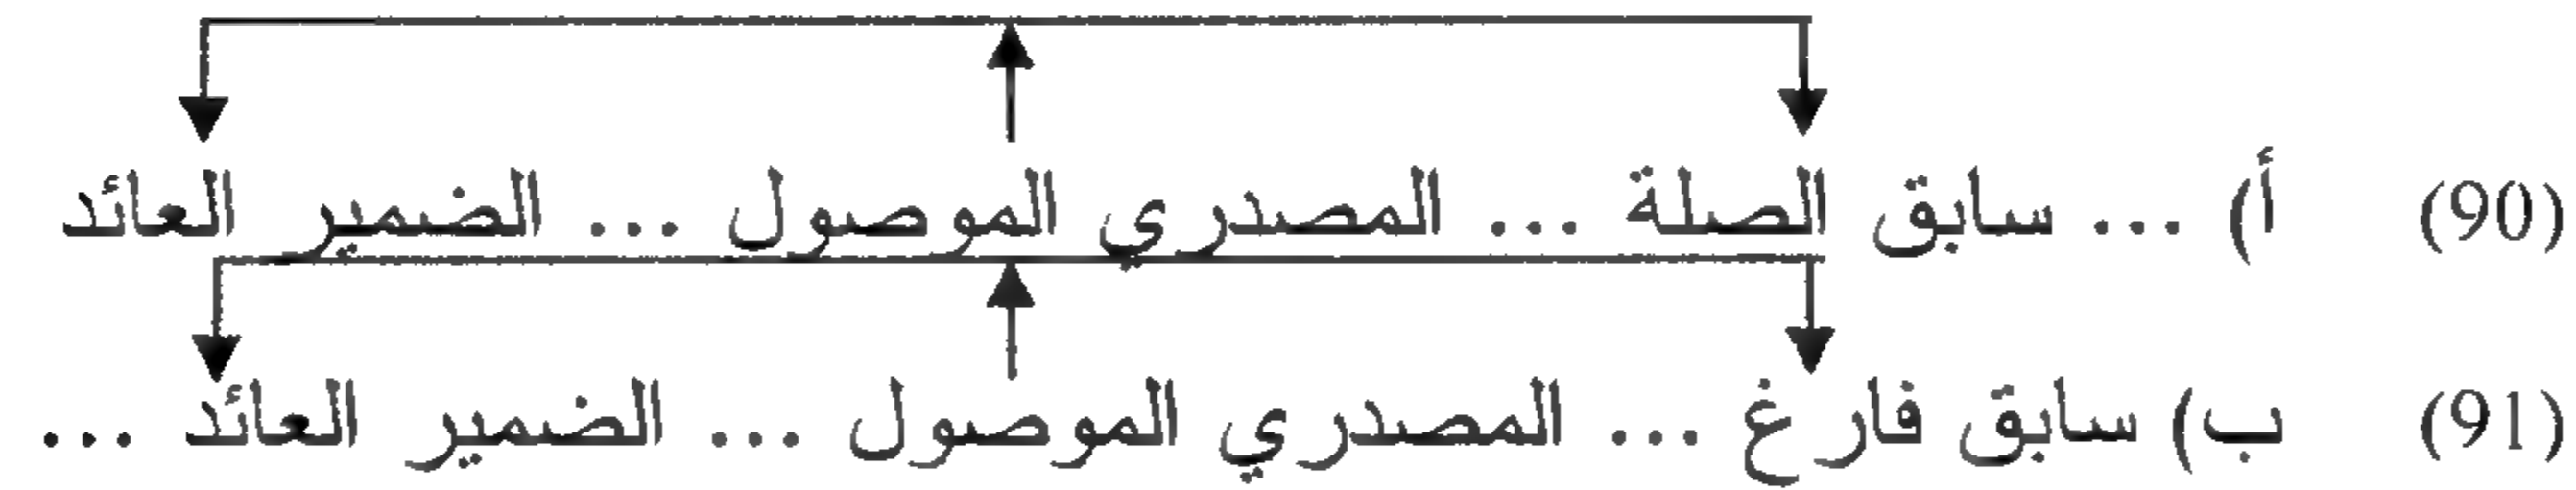 (90) أ) ... سابق الصلة ... المصدري الموصول ... الضمير العائد
(91) ب) سابق فارغ ... المصدري الموصول ... الضمير العائد ...